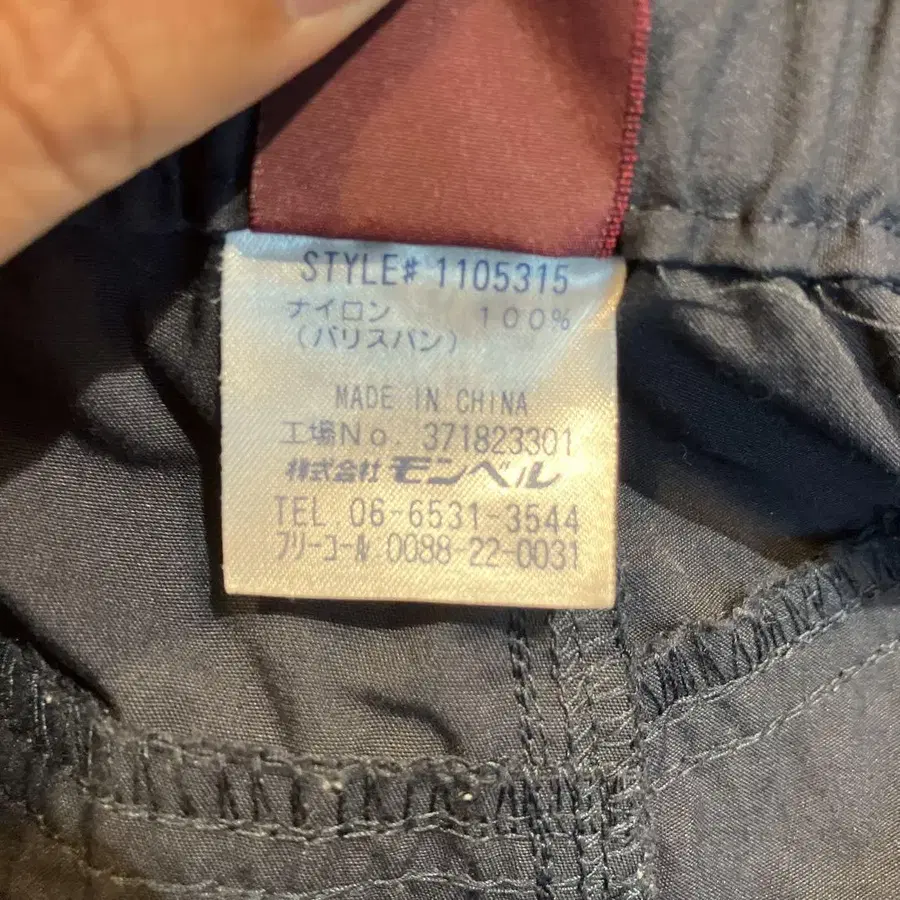 STYLE# 1105315
ナイロン 100%
(バリスパン)
MADE IN CHINA
工場No. 371823301
株式会社 モンベル
TEL.06-6531-3544
フリーコール 0088-22-0031